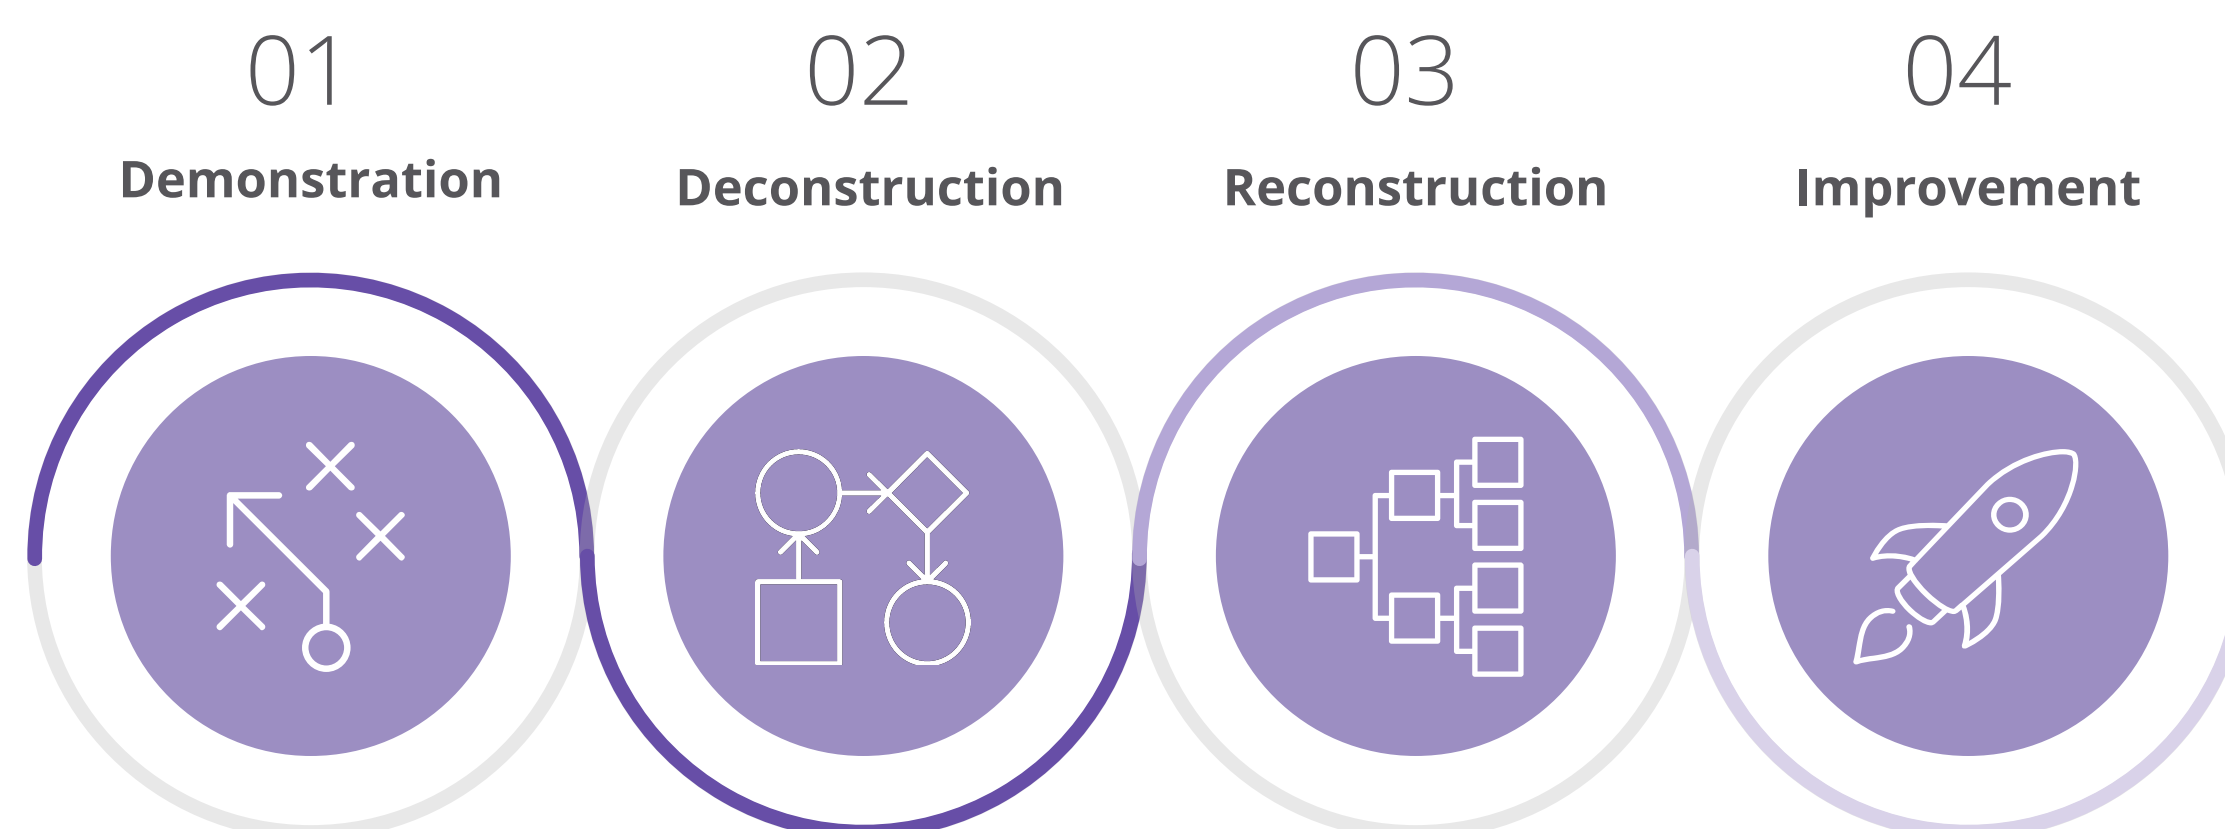 01
Demonstration
02
Deconstruction
03
Reconstruction
04
Improvement